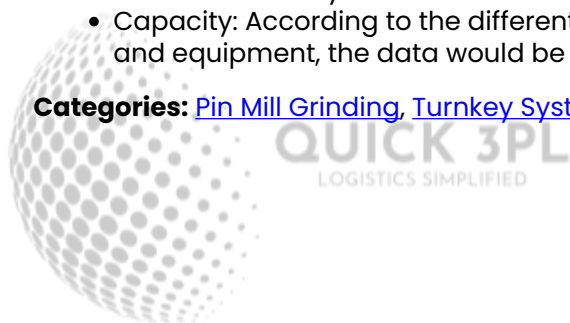 Capacity: According to the different
and equipment, the data would be
Categories: Pin Mill Grinding, Turnkey Syst
QUICK 3PL
LOGISTICS SIMPLIFIED